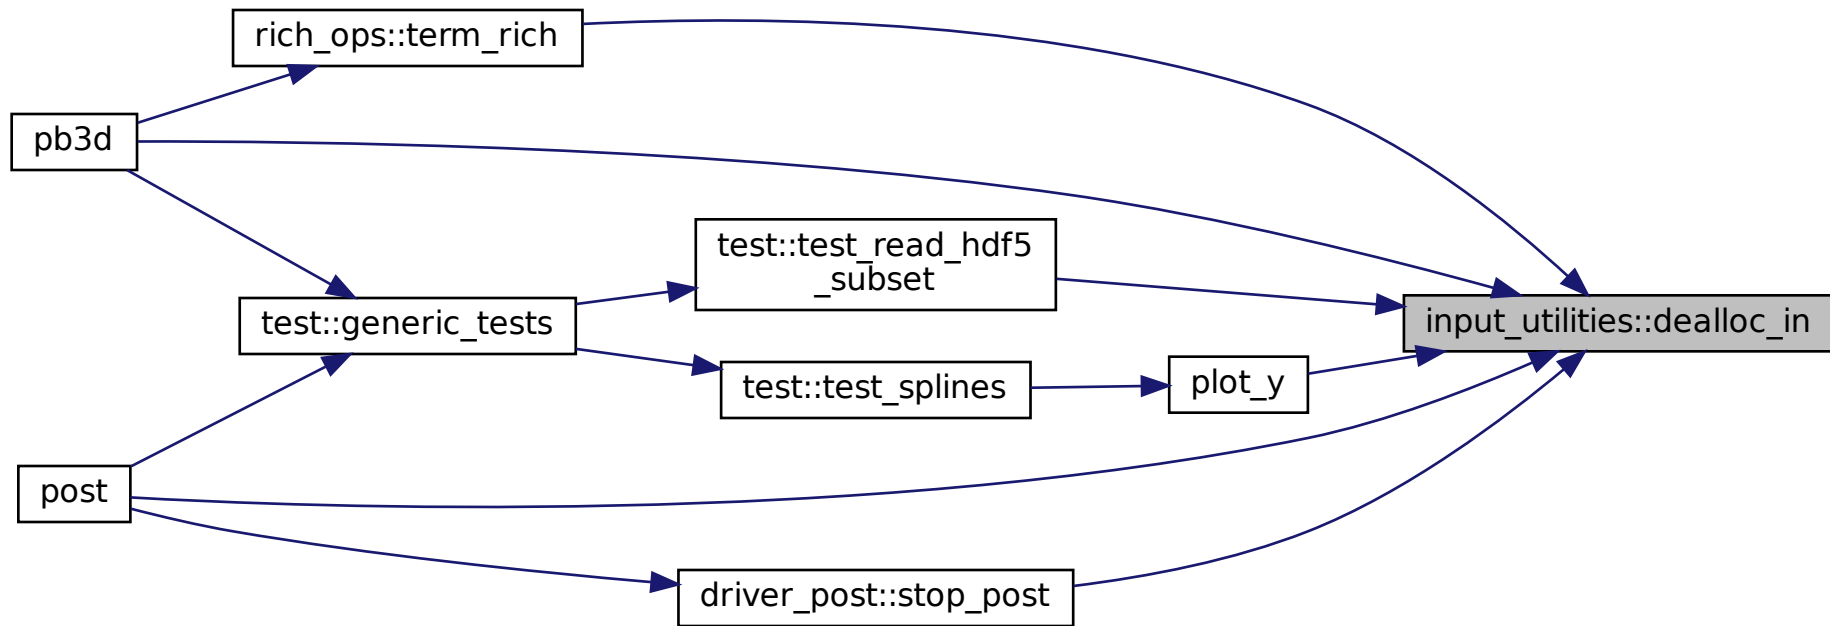 rich_ops::term_rich
pb3d
test::test_read_hdf5
_subset
test::generic_tests
input_utilities::dealloc_in
plot_y
test::test_splines
post
driver_post::stop_post